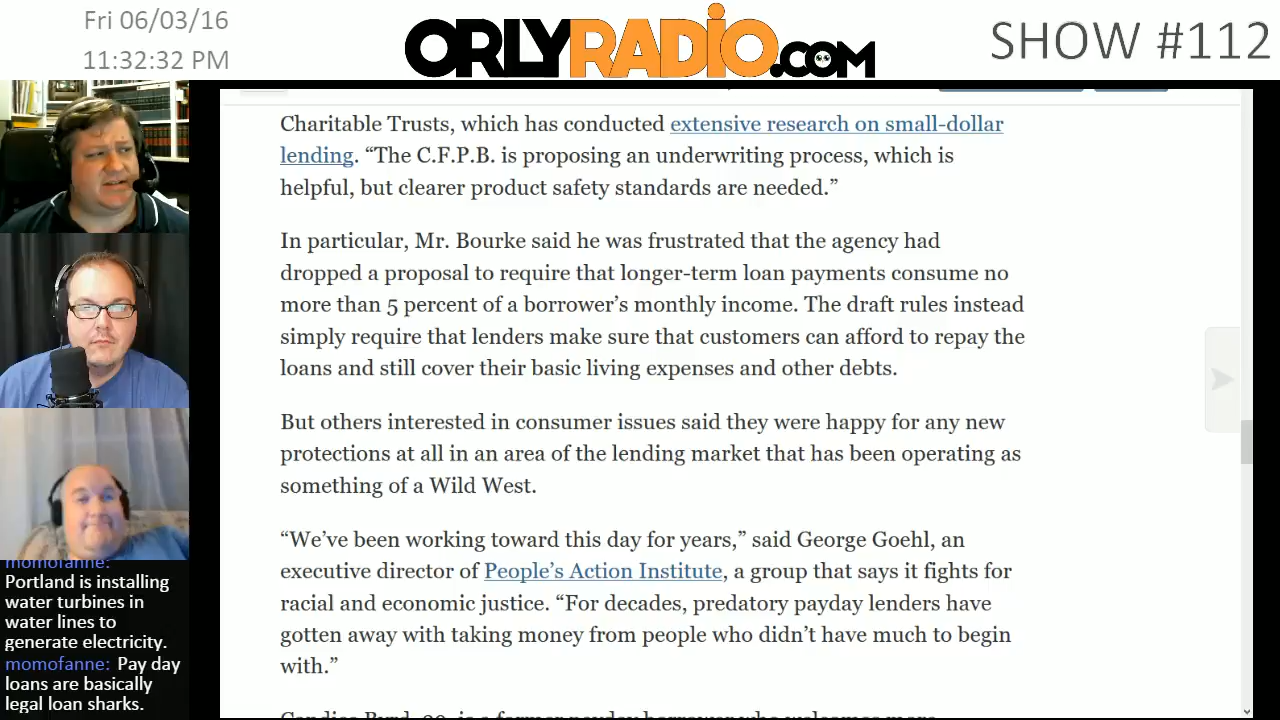 Fri 06/03/16
11:32:32 PM
ORLYRADiO.COM
SHOW #112
Charitable Trusts, which has conducted extensive research on small-dollar
lending. “The C.F.P.B. is proposing an underwriting process, which is
helpful, but clearer product safety standards are needed.”
In particular, Mr. Bourke said he was frustrated that the agency had
dropped a proposal to require that longer-term loan payments consume no
more than 5 percent of a borrower’s monthly income. The draft rules instead
simply require that lenders make sure that customers can afford to repay the
loans and still cover their basic living expenses and other debts.
But others interested in consumer issues said they were happy for any new
protections at all in an area of the lending market that has been operating as
something of a Wild West.
“We’ve been working toward this day for years,” said George Goehl, an
executive director of People’s Action Institute, a group that says it fights for
racial and economic justice. “For decades, predatory payday lenders have
gotten away with taking money from people who didn’t have much to begin
with.”
momofanne:
Portland is installing
water turbines in
water lines to
generate electricity.
momofanne: Pay day
loans are basically
legal loan sharks.